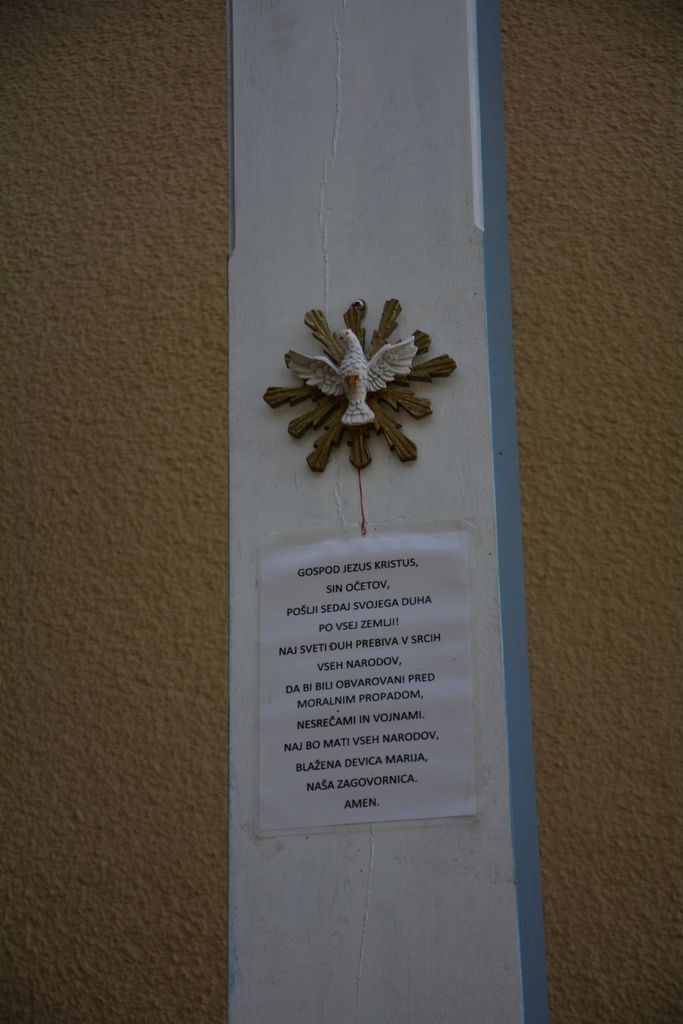 GOSPOD JEZUS KRISTUS,
SIN OČETOV,
POŠLJI SEDAJ SVOJEGA DUHA
PO VSEJ ZEMLJI!
NAJ SVETI DUH PREBIVA V SRCIH
VSEH NARODOV,
DA BI BILI OBVAROVANI PRED
MORALNIM PROPADOM,
NESREČAMI IN VOJNAMI.
NAJ BO MATI VSEH NARODOV,
BLAŽENA DEVICA MARIJA,
NAŠA ZAGOVORNICA.
AMEN.